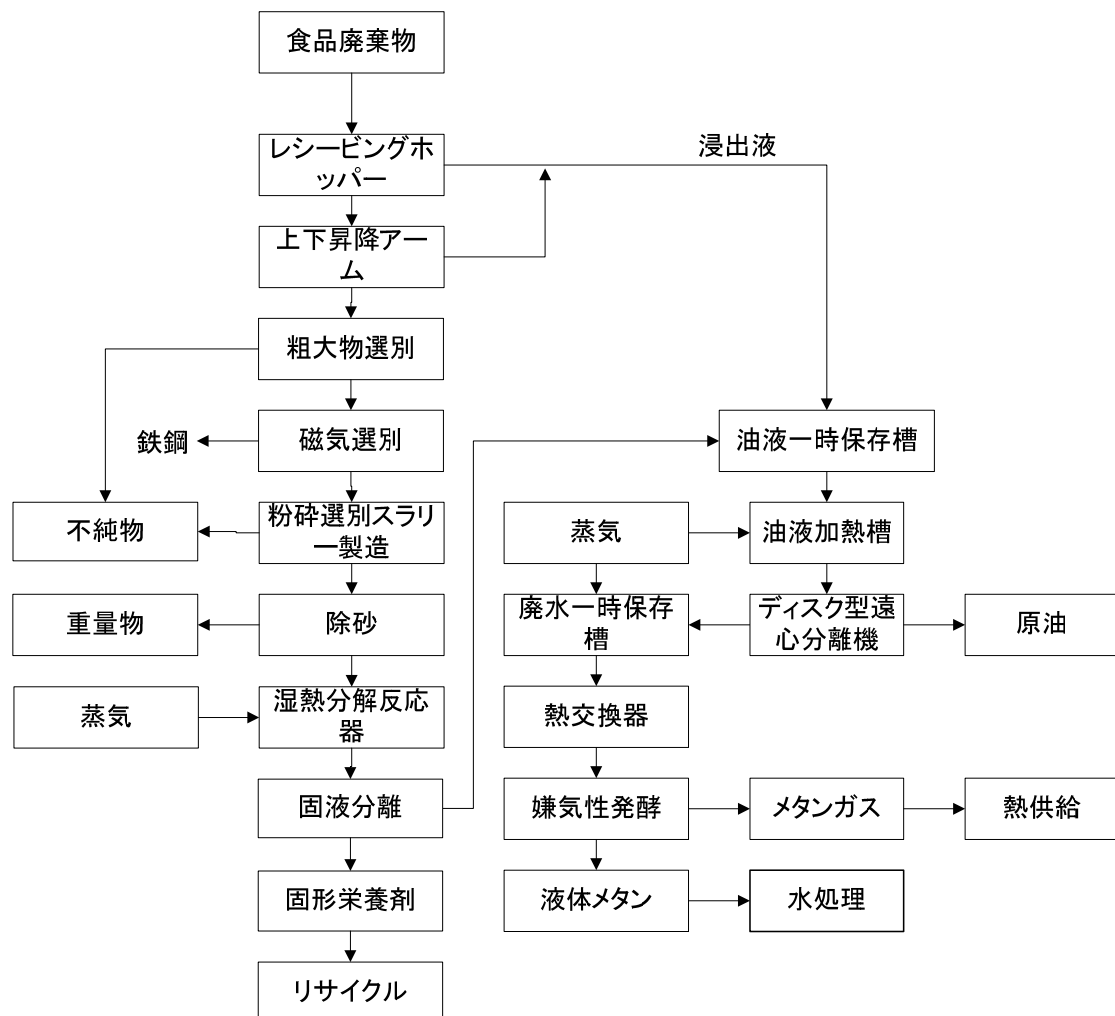 食品廃棄物
レシービングホ
ッパー
浸出液
上下昇降アー
ム
粗大物選別
鉄鋼
磁気選別
油液一時保存槽
不純物
粉砕選別スラリ
ー製造
蒸気
油液加熱槽
重量物
除砂
廃水一時保存
槽
ディスク型遠
心分離機
原油
蒸気
湿熱分解反応
器
熱交換器
固液分離
嫌気性発酵
メタンガス
熱供給
固形栄養剤
液体メタン
水処理
リサイクル